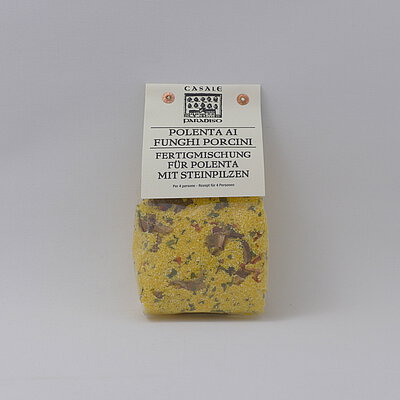 CASALE
PARADISO
POLENTA AI
FUNGHI PORCINI
FERTIGMISCHUNG
FÜR POLENTA
MIT STEINPILZEN
Per 4 persone - Rezept für 4 Personen